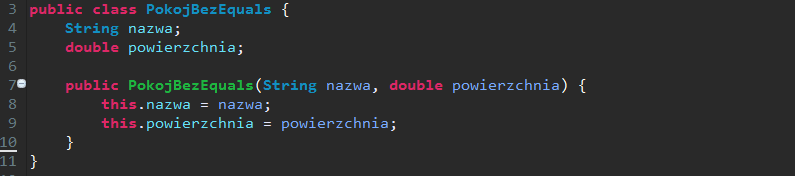 3 public class PokojBezEquals {
4     String nazwa;
5     double powierzchnia;
6
7     public PokojBezEquals(String nazwa, double powierzchnia) {
8         this.nazwa = nazwa;
9         this.powierzchnia = powierzchnia;
10     }
11 }